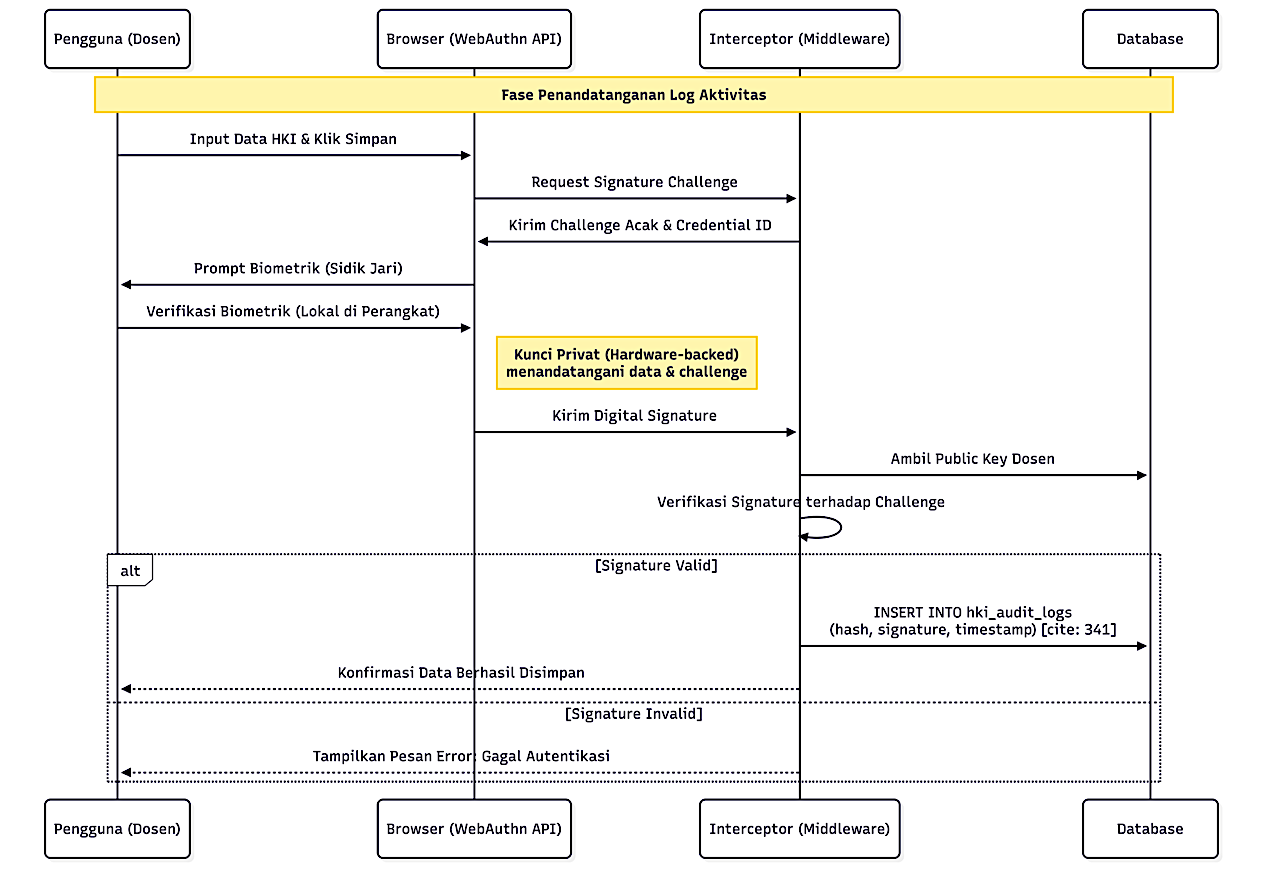 Pengguna (Dosen)
Browser (WebAuthn API)
Interceptor (Middleware)
Database
Fase Penandatanganan Log Aktivitas
Input Data HKI & Klik Simpan
Request Signature Challenge
Kirim Challenge Acak & Credential ID
Prompt Biometrik (Sidik Jari)
Verifikasi Biometrik (Lokal di Perangkat)
Kunci Privat (Hardware-backed)
menandatangani data & challenge
Kirim Digital Signature
Ambil Public Key Dosen
Verifikasi Signature terhadap Challenge
alt
[Signature Valid]
INSERT INTO hki_audit_logs
(hash, signature, timestamp) [cite: 341]
Konfirmasi Data Berhasil Disimpan
[Signature Invalid]
Tampilkan Pesan Error: Gagal Autentikasi
Pengguna (Dosen)
Browser (WebAuthn API)
Interceptor (Middleware)
Database